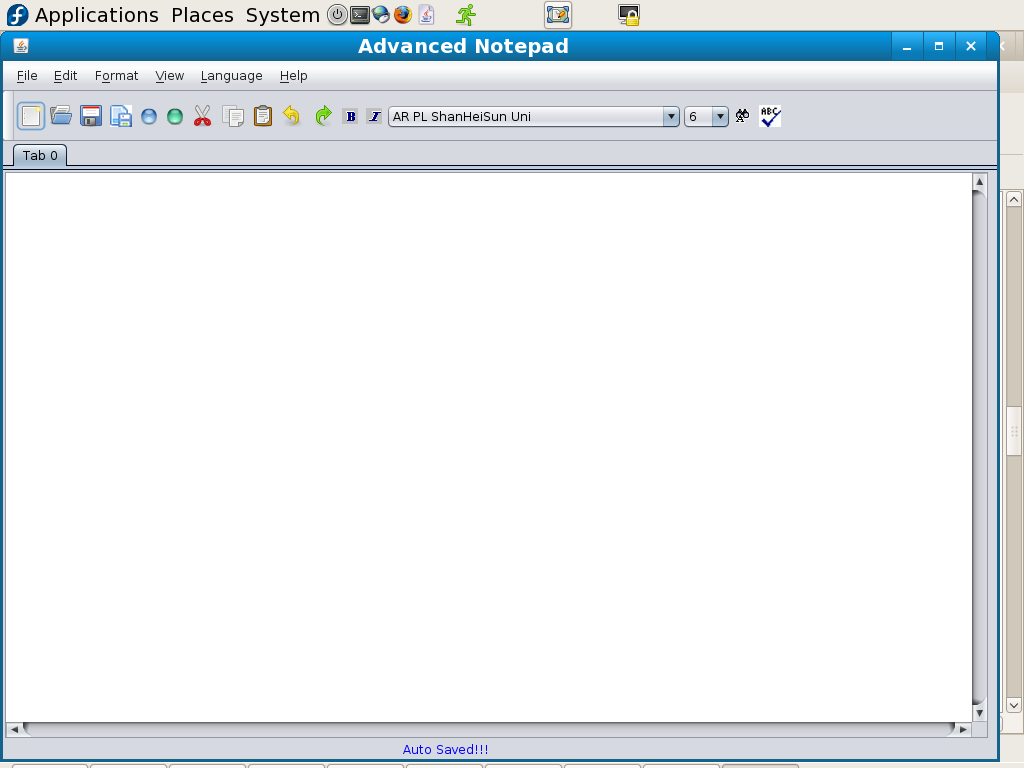 Applications Places System
Advanced Notepad
File Edit Format View Language Help
B I AR PL ShanHeiSun Uni 6 ABC
Tab 0
Auto Saved!!!